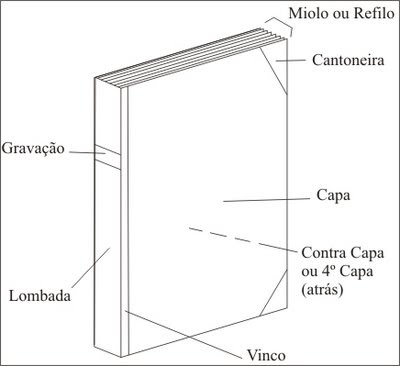 Miolo ou Refilo
Cantoneira
Gravação
Capa
Contra Capa
ou 4º Capa
(atrás)
Lombada
Vinco